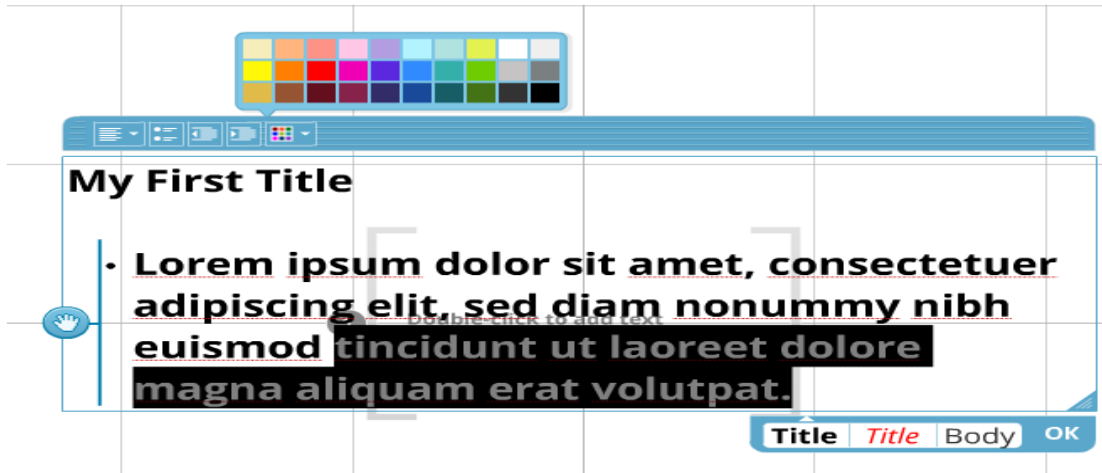 My First Title
• Lorem ipsum dolor sit amet, consectetuer
adipiscing elit, sed diam nonummy nibh
Double-click to add text
euismod tincidunt ut laoreet dolore
magna aliquam erat volutpat.
Title Title Body OK